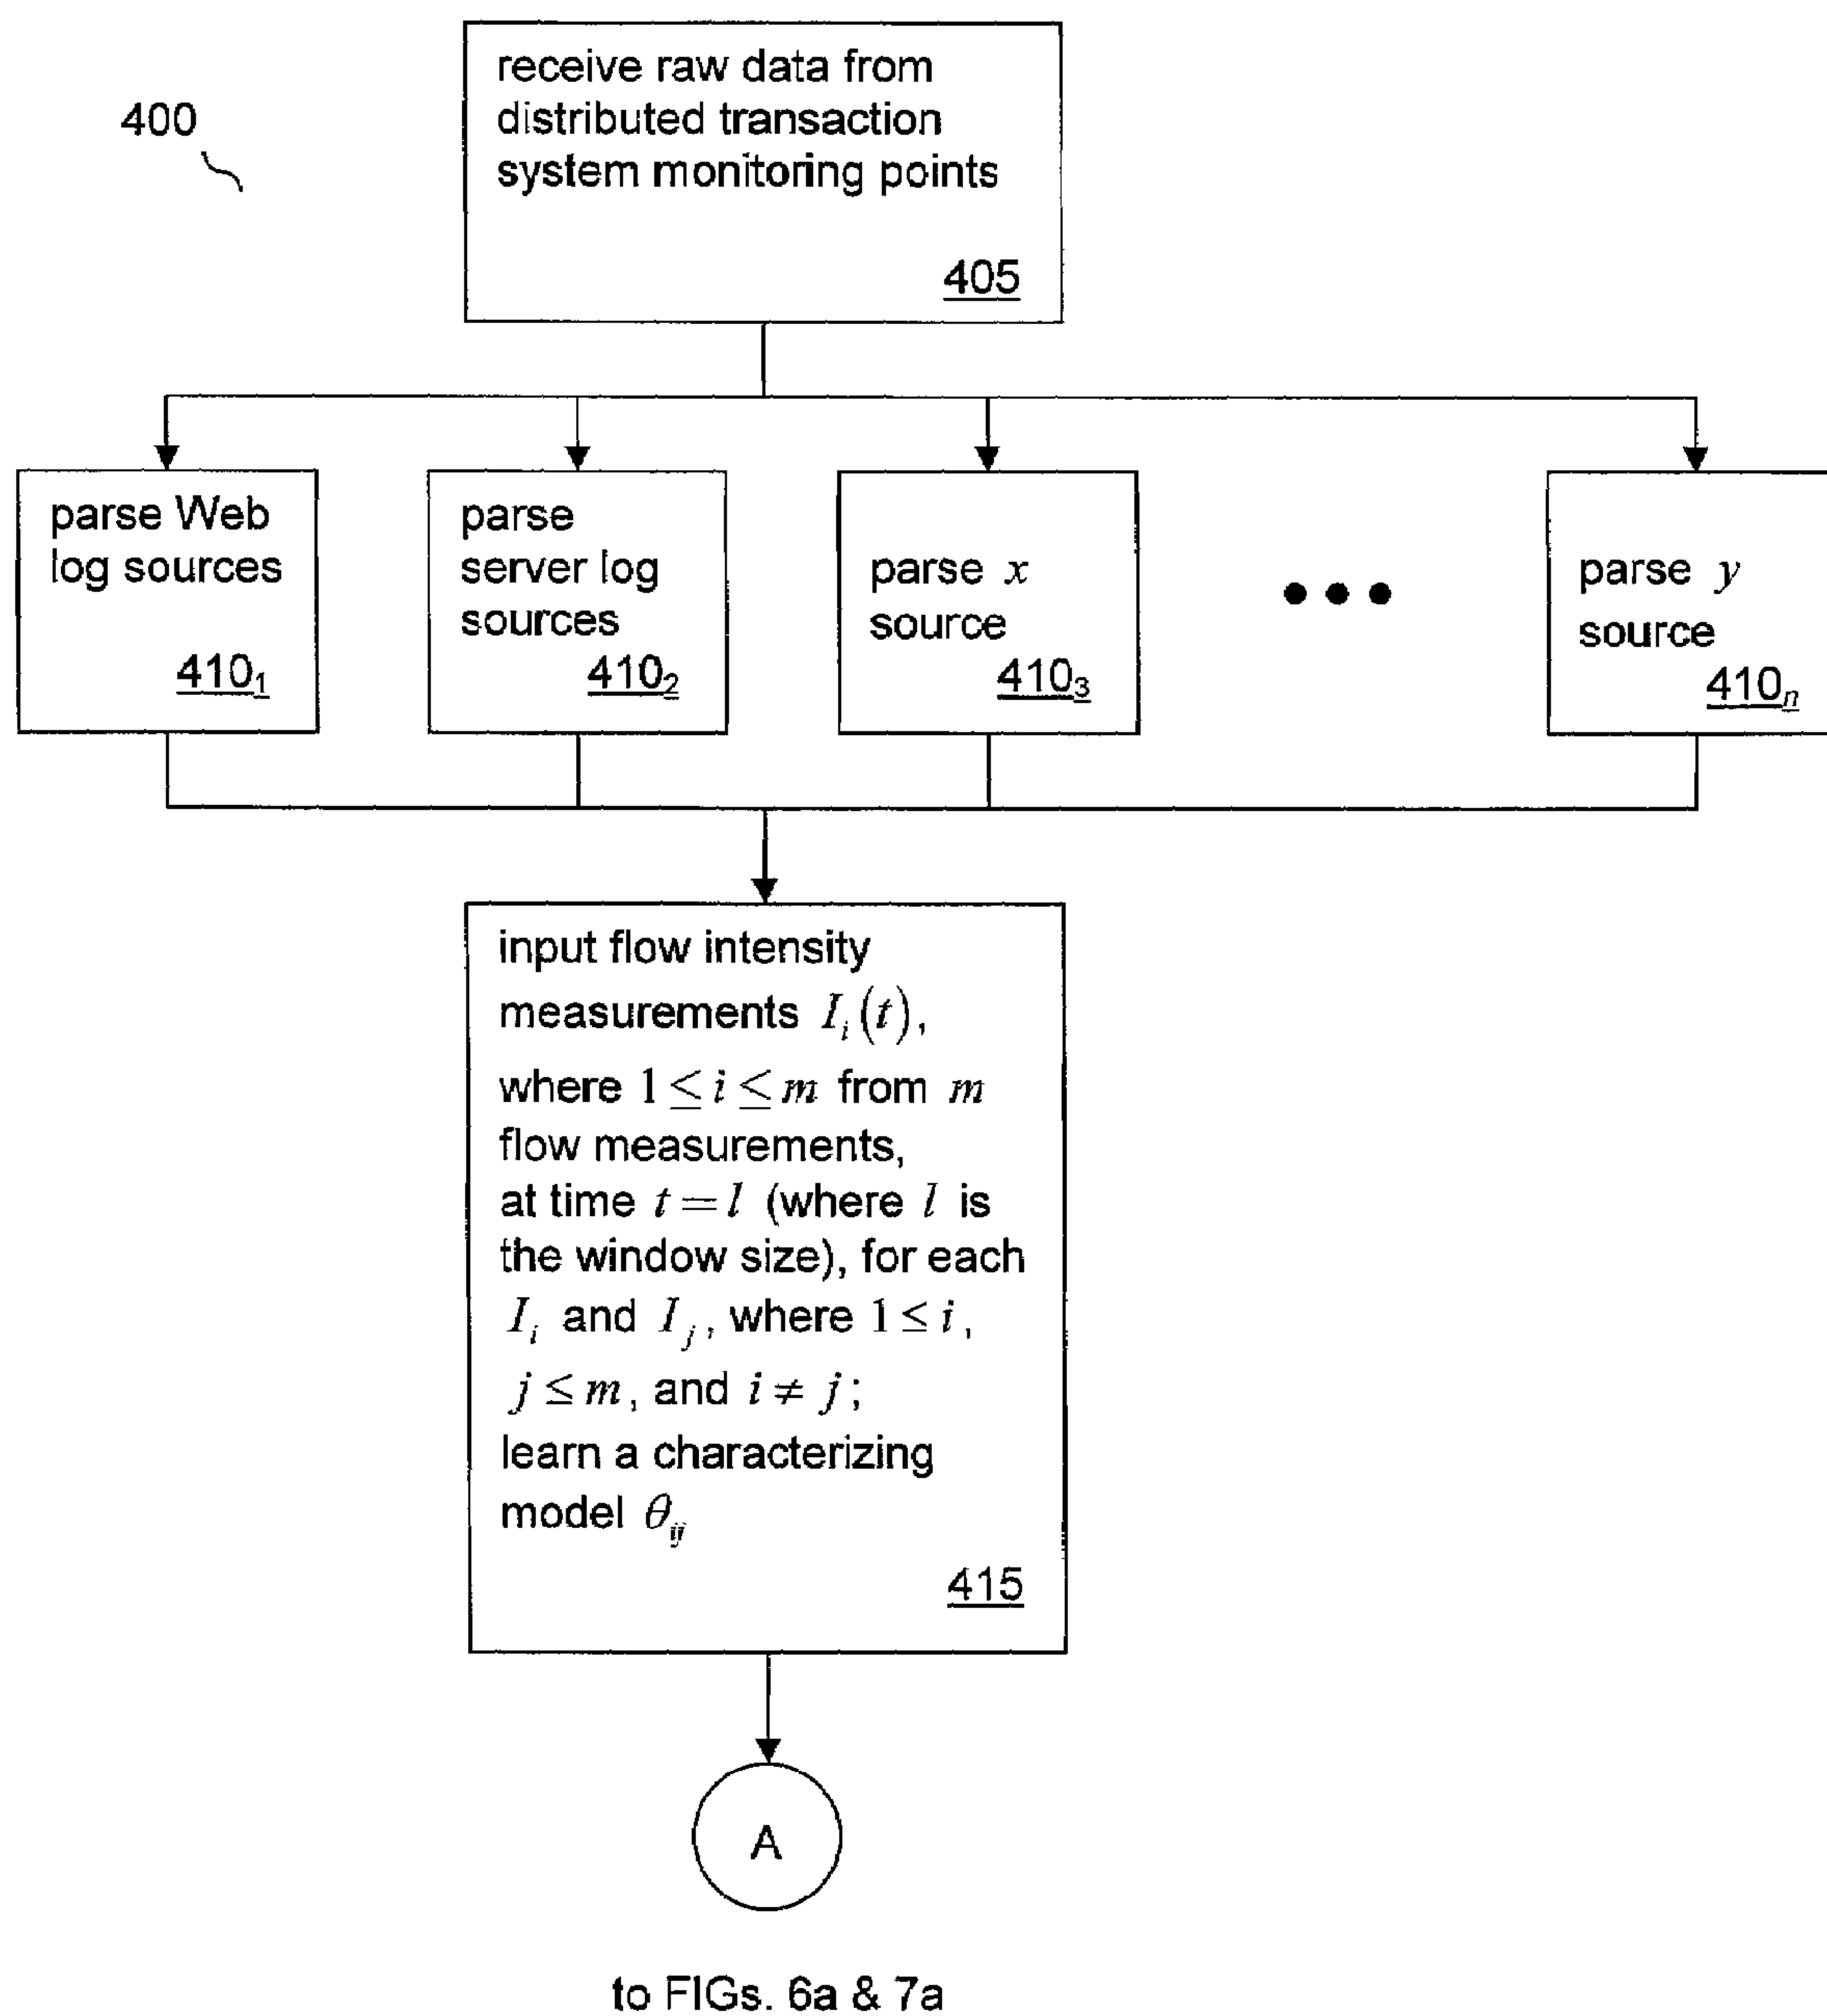 receive raw data from
distributed transaction
system monitoring points
405
400
parse Web
log sources
410₁
parse
server log
sources
410₂
parse x
source
410₃
parse y
source
410ₙ
input flow intensity
measurements Iᵢ(t),
where 1 ≤ i ≤ m from m
flow measurements,
at time t = l (where l is
the window size), for each
Iᵢ and Iⱼ, where 1 ≤ i,
j ≤ m, and i ≠ j;
learn a characterizing
model θᵢⱼ
415
A
to FIGs. 6a & 7a